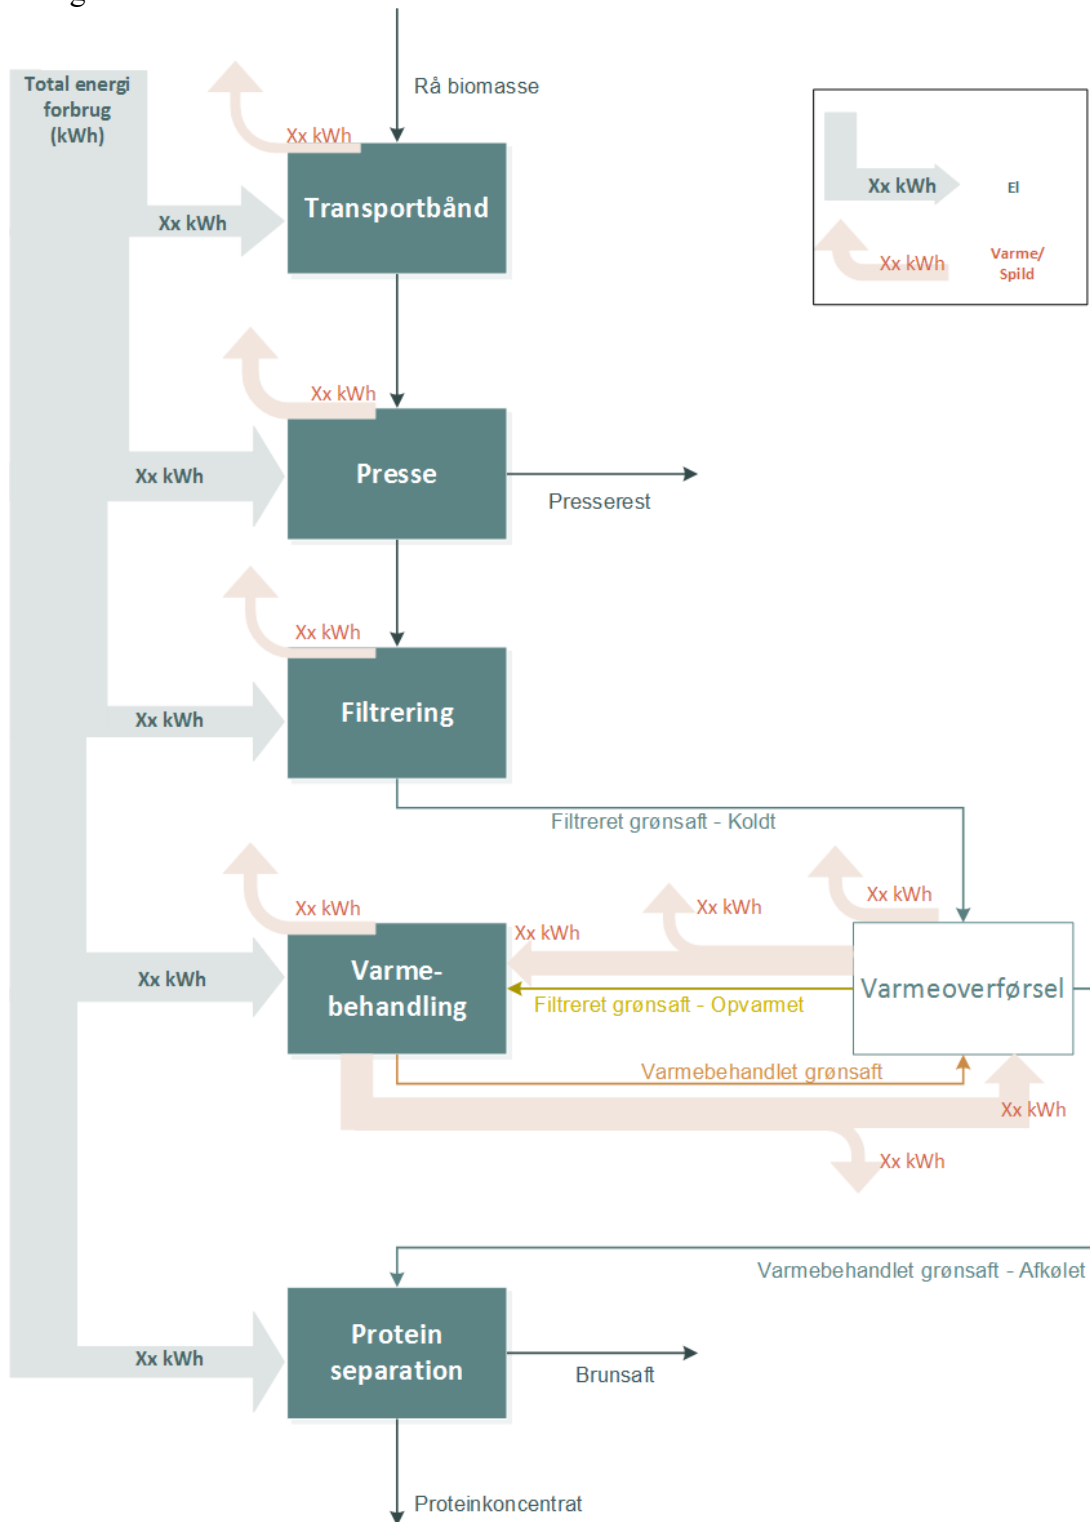 Total energi
forbrug
(kWh)
Rå biomasse
Xx kWh
Transportbånd
Xx kWh
Xx kWh
El
Xx kWh
Varme/
Spild
Xx kWh
Presse
Xx kWh
Presserest
Xx kWh
Filtrering
Xx kWh
Filtreret grønsaft - Koldt
Xx kWh
Xx kWh
Xx kWh
Xx kWh
Varme-
behandling
Xx kWh
Varmeoverførsel
Filtreret grønsaft - Opvarmet
Varmebehandlet grønsaft
Xx kWh
Xx kWh
Varmebehandlet grønsaft - Afkølet
Protein
separation
Xx kWh
Brunsaft
Proteinkoncentrat